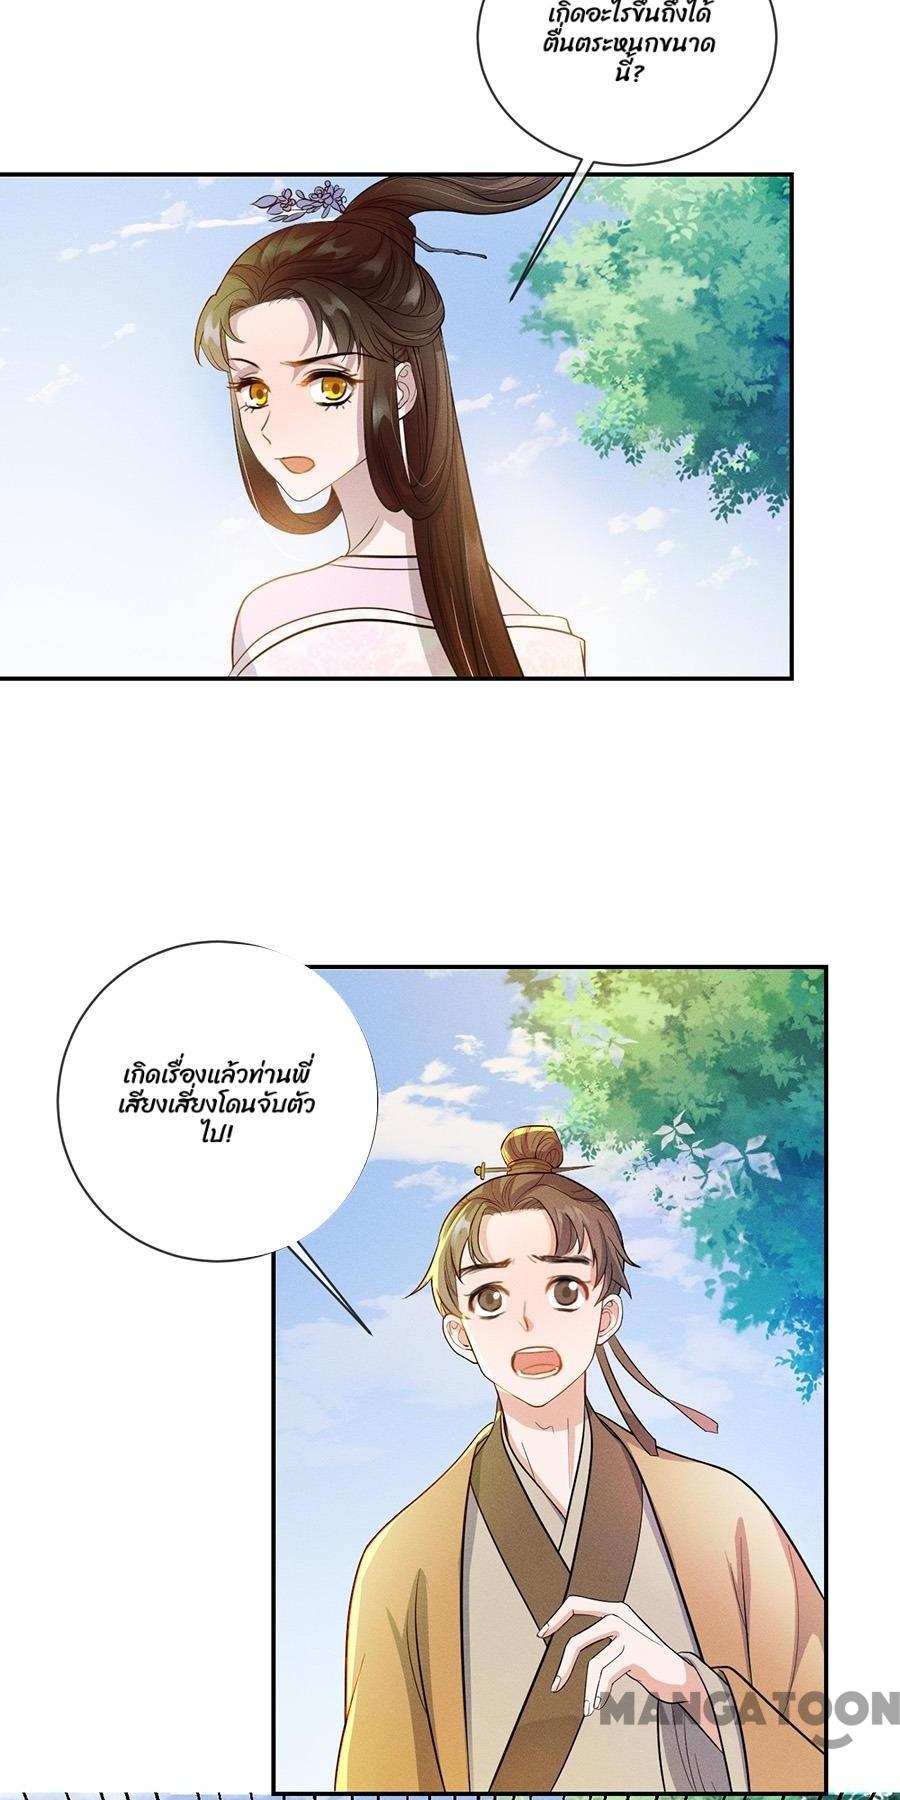 เกิดอะไรขึ้นถึงได้
ตื่นตระหนกขนาด
นี้?
เกิดเรื่องแล้วท่านพี่
เสียงเสี่ยงโดนจับตัว
ไป!
MANGATOON